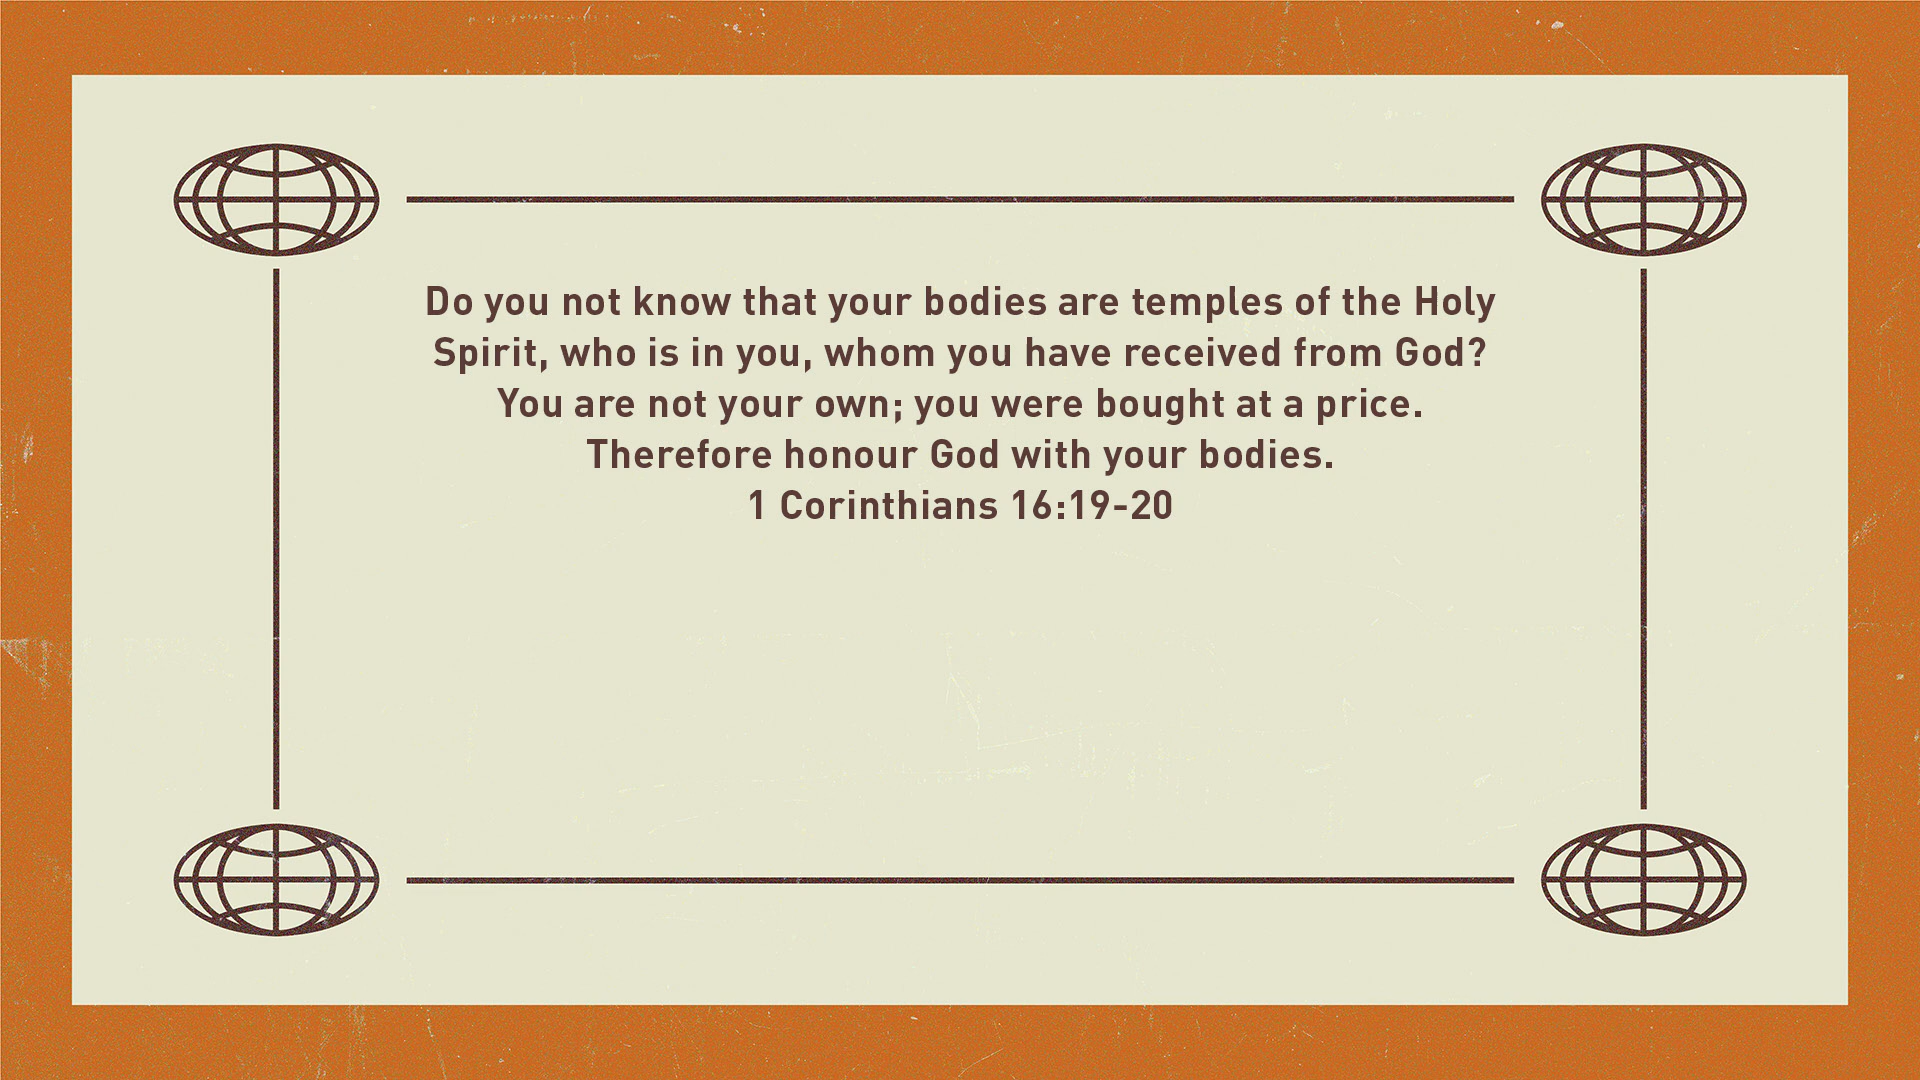 Do you not know that your bodies are temples of the Holy
Spirit, who is in you, whom you have received from God?
You are not your own; you were bought at a price.
Therefore honour God with your bodies.
1 Corinthians 16:19-20